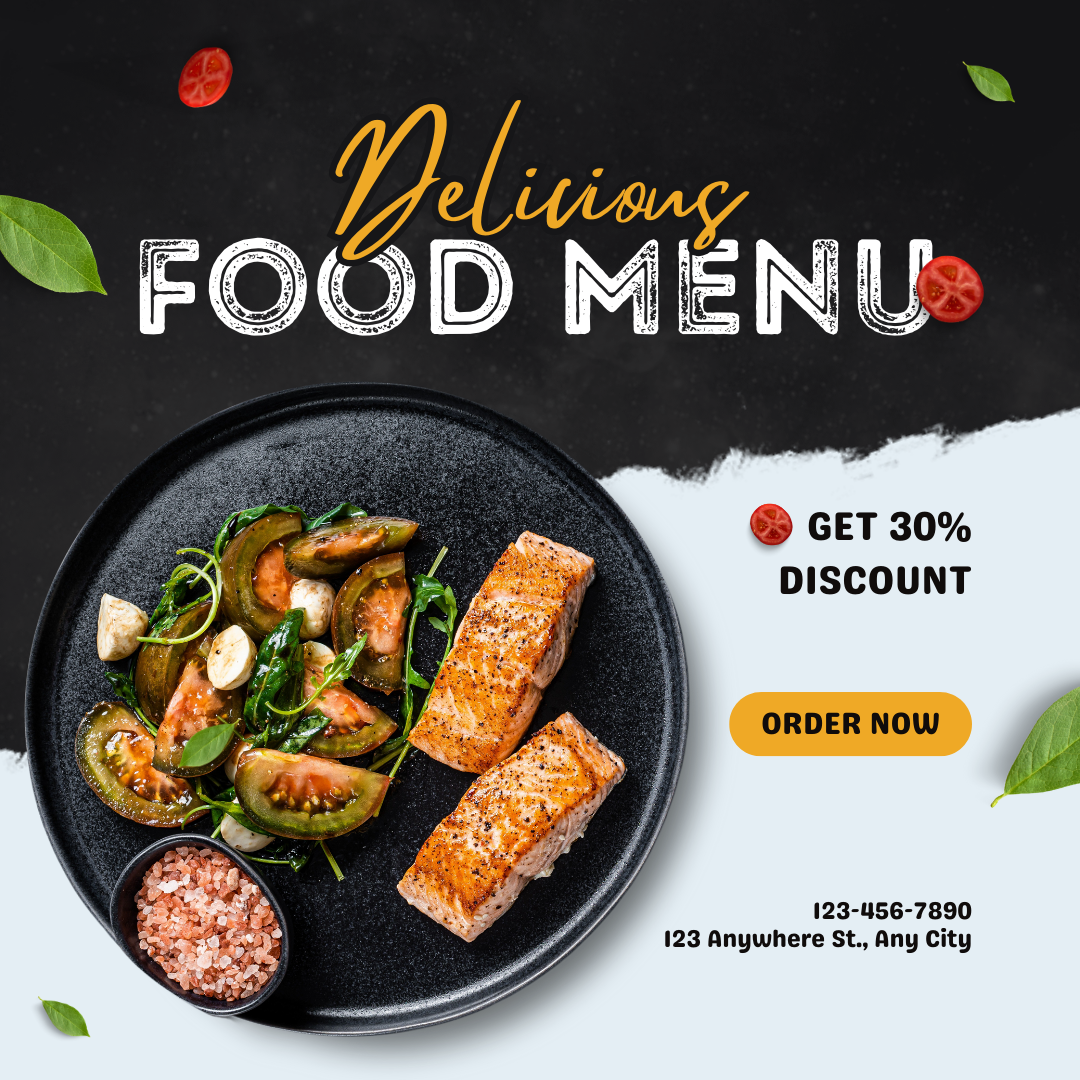 Delicious
FOOD MENU
GET 30%
DISCOUNT
ORDER NOW
123-456-7890
123 Anywhere St., Any City